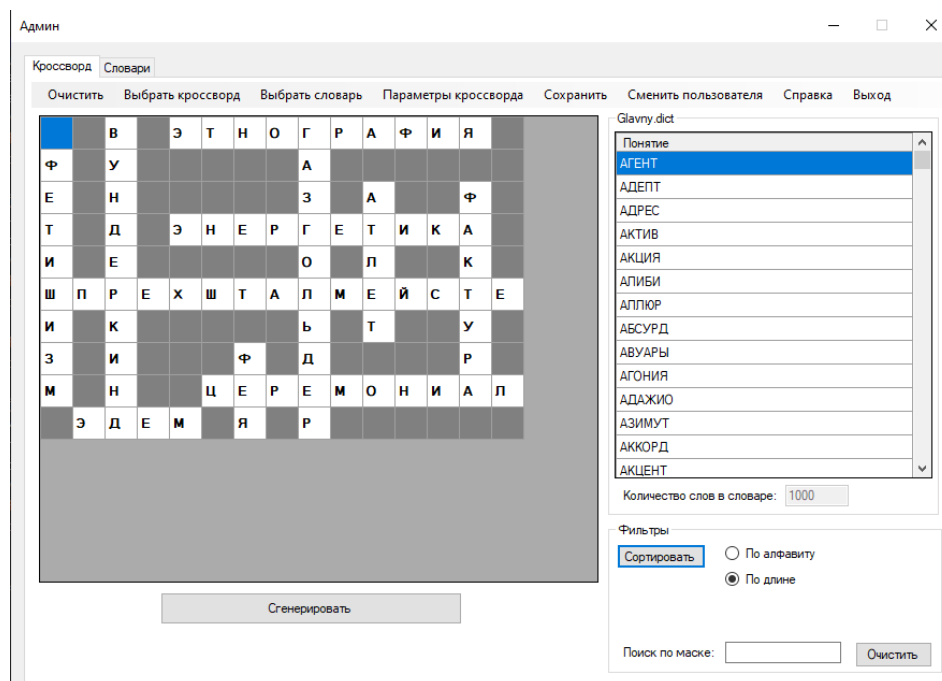 Админ
Кроссворд Словари
Очистить Выбрать кроссворд Выбрать словарь Параметры кроссворда Сохранить Сменить пользователя Справка Выход
В Э Т Н О Г Р А Ф И Я
Ф У А
Е Н З А Ф
Т Д Э Н Е Р Г Е Т И К А
И Е О Л К
Ш П Р Е Х Ш Т А Л М Е Й С Т Е
И К Ь Т У
З И Ф Д Р
М Н Ц Е Р Е М О Н И А Л
Э Д Е М Я Р
Сгенерировать
Glavny.dict
Понятие
АГЕНТ
АДЕПТ
АДРЕС
АКТИВ
АКЦИЯ
АЛИБИ
АЛЛЮР
АБСУРД
АВУАРЫ
АГОНИЯ
АДАЖИО
АЗИМУТ
АККОРД
АКЦЕНТ
Количество слов в словаре: 1000
Фильтры
Сортировать По алфавиту
По длине
Поиск по маске: Очистить